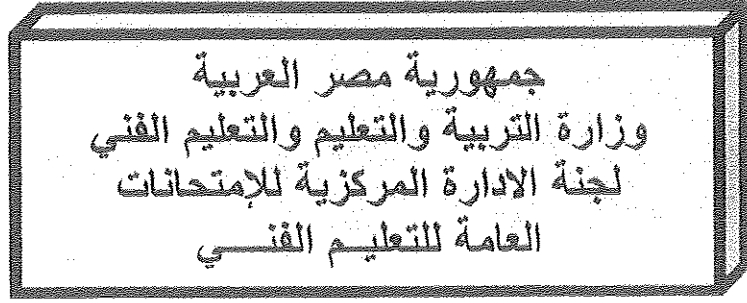 جمهورية مصر العربية
وزارة التربية والتعليم والتعليم الفني
لجنة الادارة المركزية للإمتحانات
العامة للتعليـم الفنـــي